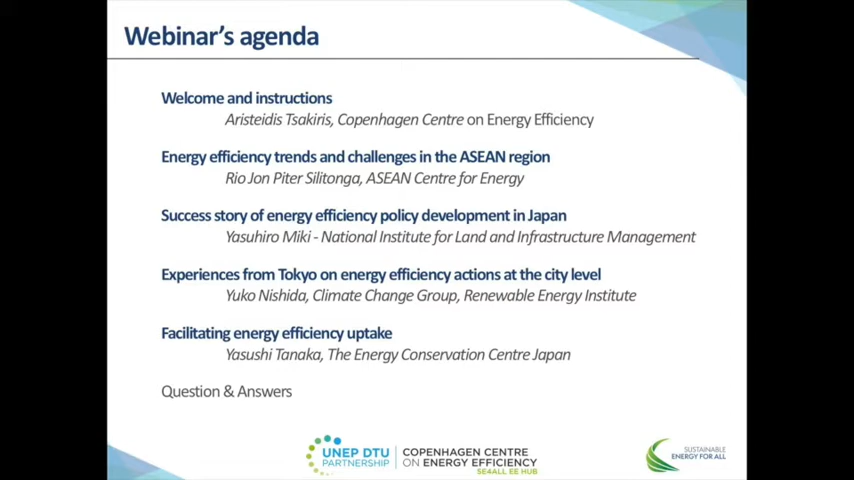 Webinar's agenda
Welcome and instructions
Aristeidis Tsakiris, Copenhagen Centre on Energy Efficiency
Energy efficiency trends and challenges in the ASEAN region
Rio Jon Piter Silitonga, ASEAN Centre for Energy
Success story of energy efficiency policy development in Japan
Yasuhiro Miki - National Institute for Land and Infrastructure Management
Experiences from Tokyo on energy efficiency actions at the city level
Yuko Nishida, Climate Change Group, Renewable Energy Institute
Facilitating energy efficiency uptake
Yasushi Tanaka, The Energy Conservation Centre Japan
Question & Answers
UNEP DTU
PARTNERSHIP
COPENHAGEN CENTRE
ON ENERGY EFFICIENCY
SE4ALL EE HUB
SUSTAINABLE
ENERGY FOR ALL